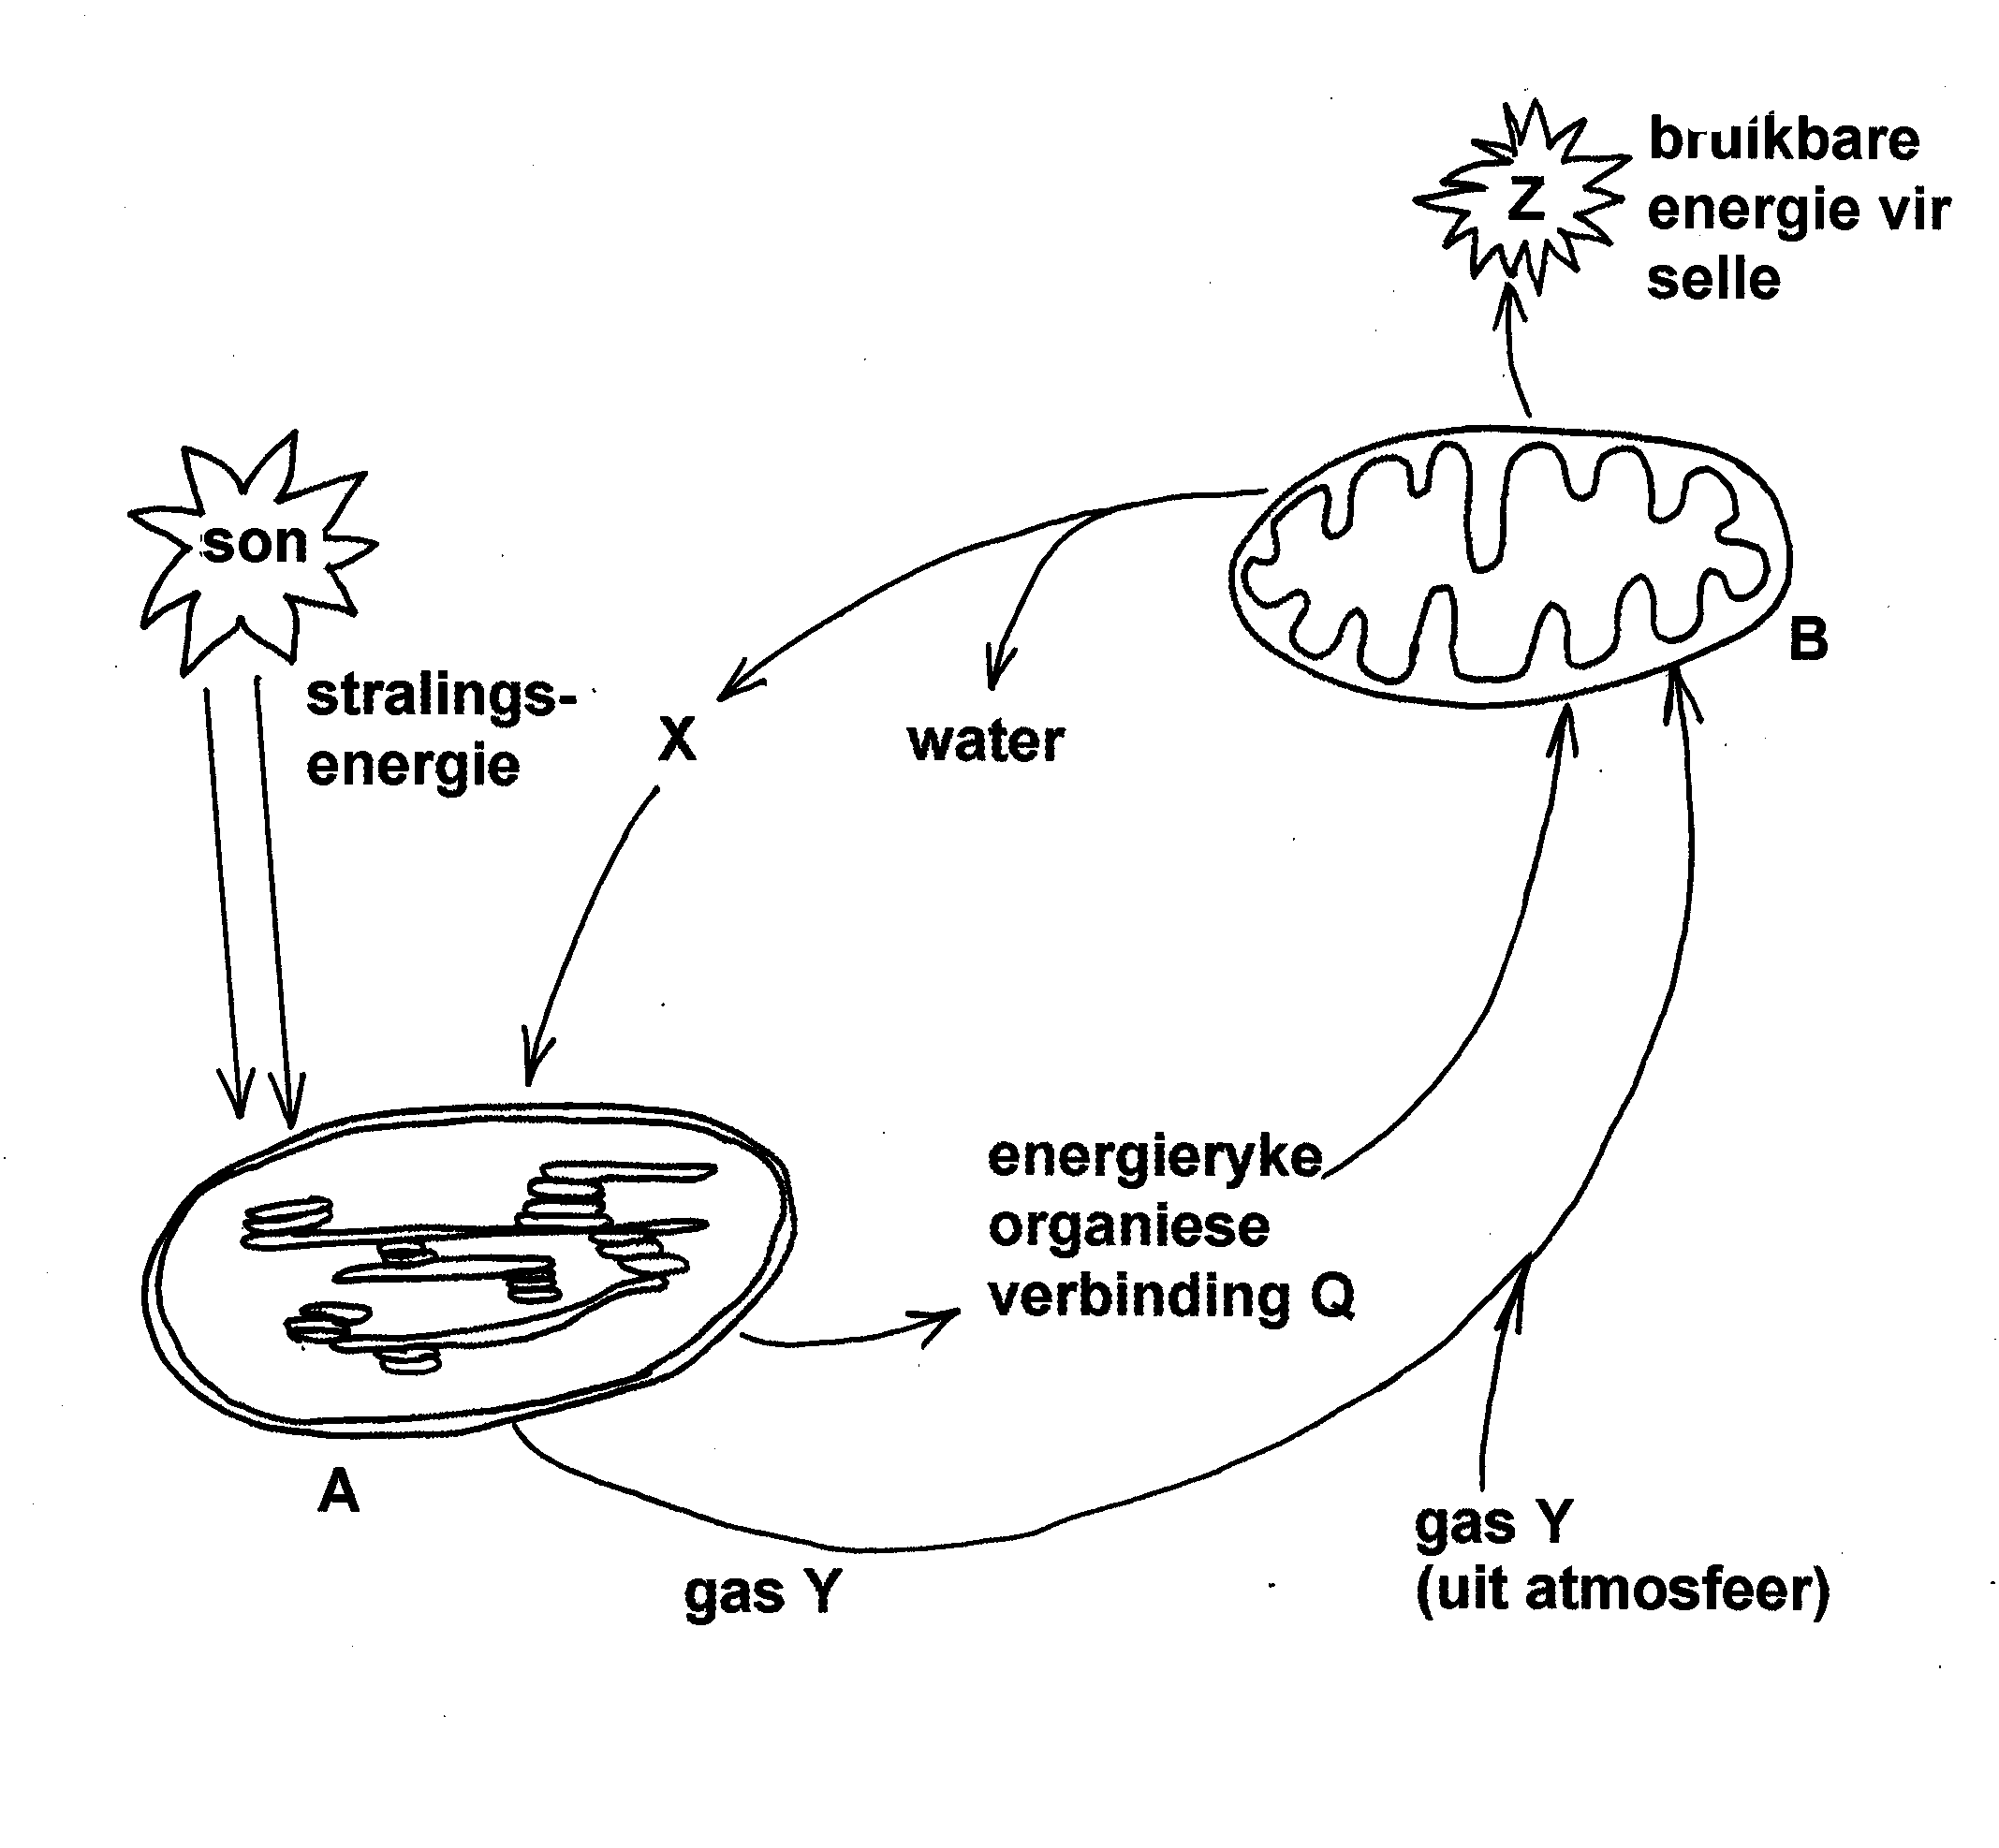 bruikbare
energie vir
selle
Z
son
stralings-
energie
X
water
B
energieryke
organiese
verbinding Q
A
gas Y
gas Y
(uit atmosfeer)